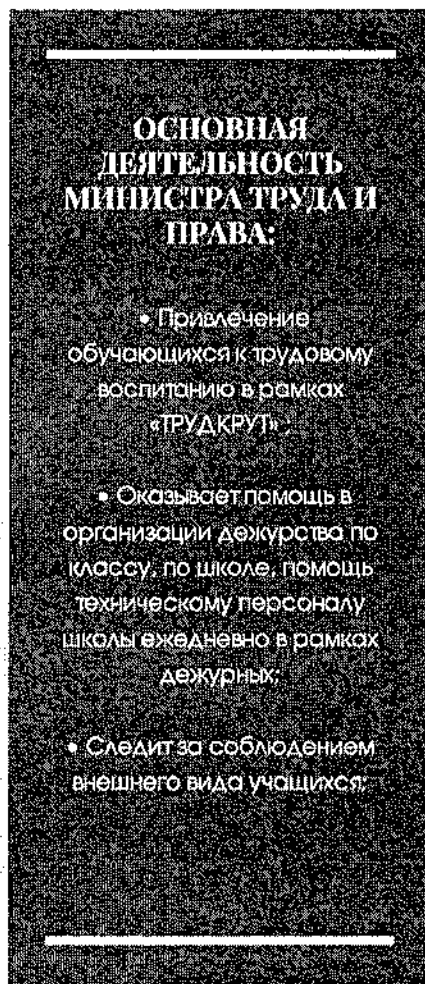 ОСНОВНАЯ
ДЕЯТЕЛЬНОСТЬ
МИНИСТРА ТРУДА И
ПРАВА:
• Привлечение
обучающихся к трудовому
воспитанию в рамках
«ТРУДКРУТ» ;
• Оказывает помощь в
организации дежурства по
классу, по школе, помощь
техническому персоналу
школы ежедневно в рамках
дежурных;
• Следит за соблюдением
внешнего вида учащихся;